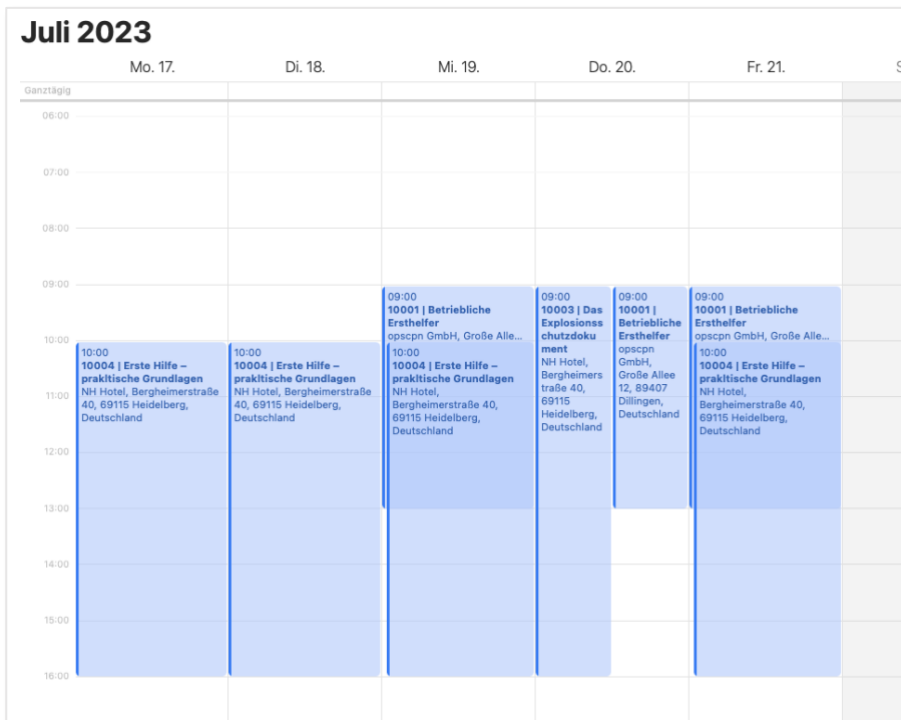 Juli 2023
Mo. 17.
Di. 18.
Mi. 19.
Do. 20.
Fr. 21.
S
Ganztägig
06:00
07:00
08:00
09:00
10:00
11:00
12:00
13:00
14:00
15:00
16:00
10:00
10004 | Erste Hilfe –
prakltische Grundlagen
NH Hotel, Bergheimerstraße
40, 69115 Heidelberg,
Deutschland
10:00
10004 | Erste Hilfe –
prakltische Grundlagen
NH Hotel, Bergheimerstraße
40, 69115 Heidelberg,
Deutschland
09:00
10001 | Betriebliche
Ersthelfer
opscpn GmbH, Große Alle...
10:00
10004 | Erste Hilfe –
prakltische Grundlagen
NH Hotel,
Bergheimerstraße 40,
69115 Heidelberg,
Deutschland
09:00
10003 | Das
Explosionss
chutzdoku
ment
NH Hotel,
Bergheimers
traße 40,
69115
Heidelberg,
Deutschland
09:00
10001 |
Betriebliche
Ersthelfer
opscpn
GmbH,
Große Allee
12, 89407
Dillingen,
Deutschland
09:00
10001 | Betriebliche
Ersthelfer
opscpn GmbH, Große Alle...
10:00
10004 | Erste Hilfe –
prakltische Grundlagen
NH Hotel,
Bergheimerstraße 40,
69115 Heidelberg,
Deutschland